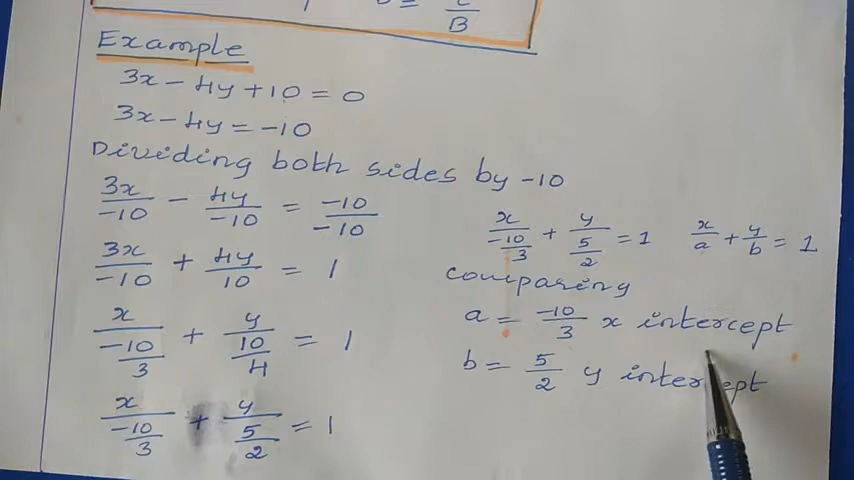 = C/B
Example
3x - 4y + 10 = 0
3x - 4y = -10
Dividing both sides by -10
3x/-10 - 4y/-10 = -10/-10
3x/-10 + 4y/10 = 1
x/(-10/3) + y/(10/4) = 1
x/(-10/3) + y/(5/2) = 1
x/(-10/3) + y/(5/2) = 1    x/a + y/b = 1
comparing
a = -10/3 x intercept
b = 5/2 y intercept